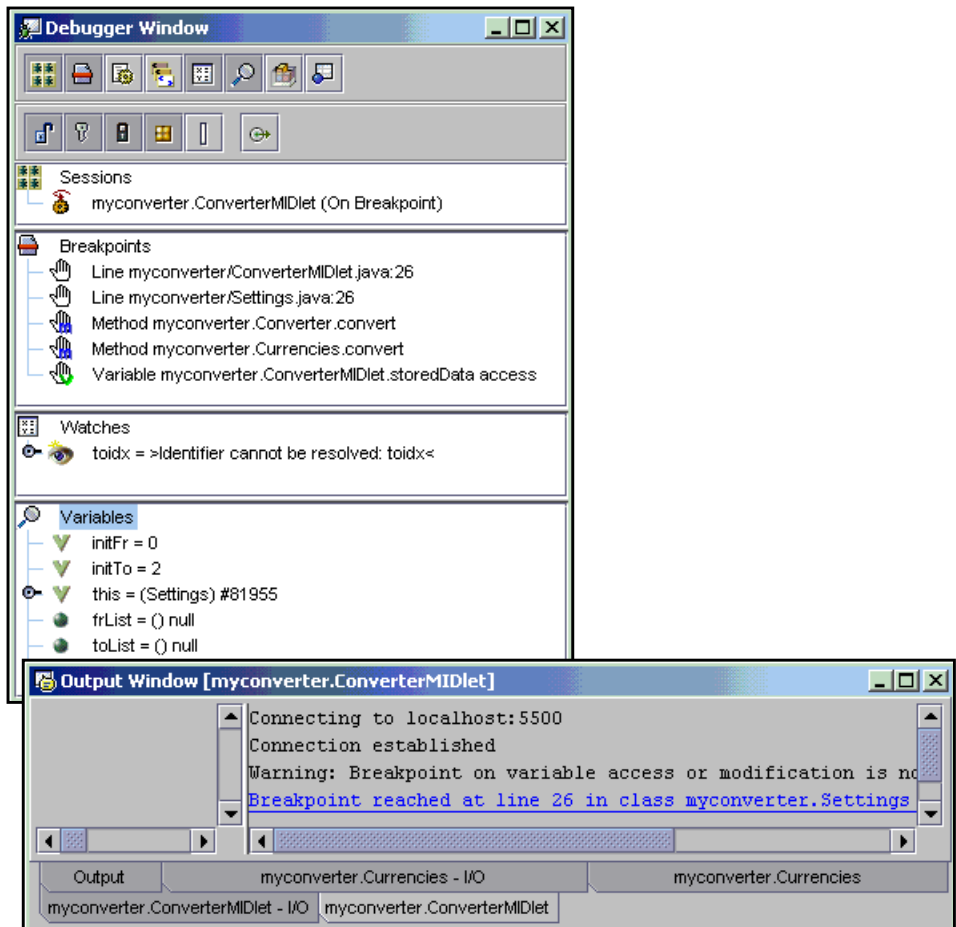 Debugger Window
Sessions
myconverter.ConverterMIDlet (On Breakpoint)
Breakpoints
Line myconverter/ConverterMIDlet.java:26
Line myconverter/Settings.java:26
Method myconverter.Converter.convert
Method myconverter.Currencies.convert
Variable myconverter.ConverterMIDlet.storedData access
Watches
toidx = >Identifier cannot be resolved: toidx<
Variables
initFr = 0
initTo = 2
this = (Settings) #81955
frList = () null
toList = () null
Output Window [myconverter.ConverterMIDlet]
Connecting to localhost:5500
Connection established
Warning: Breakpoint on variable access or modification is
Breakpoint reached at line 26 in class myconverter.Settings
Output myconverter.Currencies - I/O myconverter.Currencies
myconverter.ConverterMIDlet - I/O myconverter.ConverterMIDlet